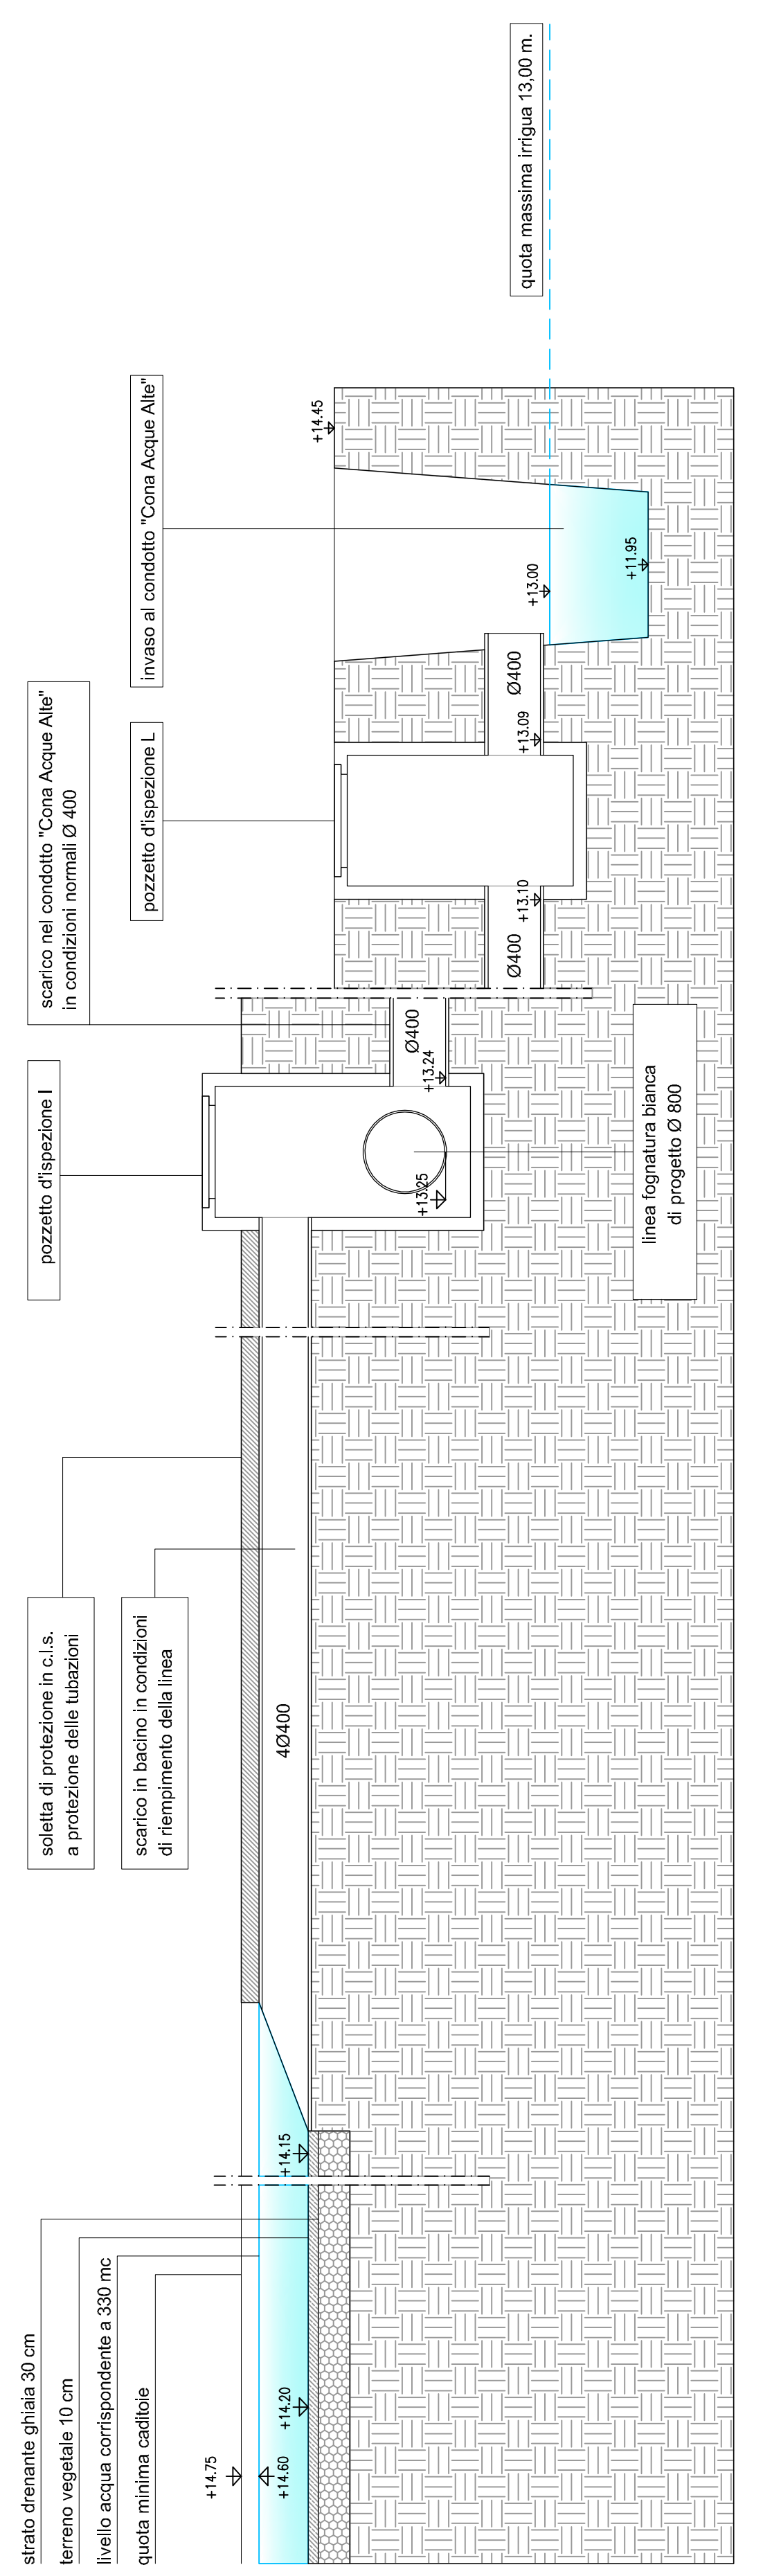 strato drenante ghiaia 30 cm
terreno vegetale 10 cm
livello acqua corrispondente a 330 mc
quota minima caditoie
+14.75
+14.60
+14.20
+14.15
soletta di protezione in c.l.s.
a protezione delle tubazioni
scarico in bacino in condizioni
di riempimento della linea
4Ø400
pozzetto d'ispezione I
+13.25
+13.24
Ø400
linea fognatura bianca
di progetto Ø 800
scarico nel condotto "Cona Acque Alte"
in condizioni normali Ø 400
pozzetto d'ispezione L
Ø400
+13.10
+13.09
Ø400
invaso al condotto "Cona Acque Alte"
+13.00
+11.95
+14.45
quota massima irrigua 13,00 m.